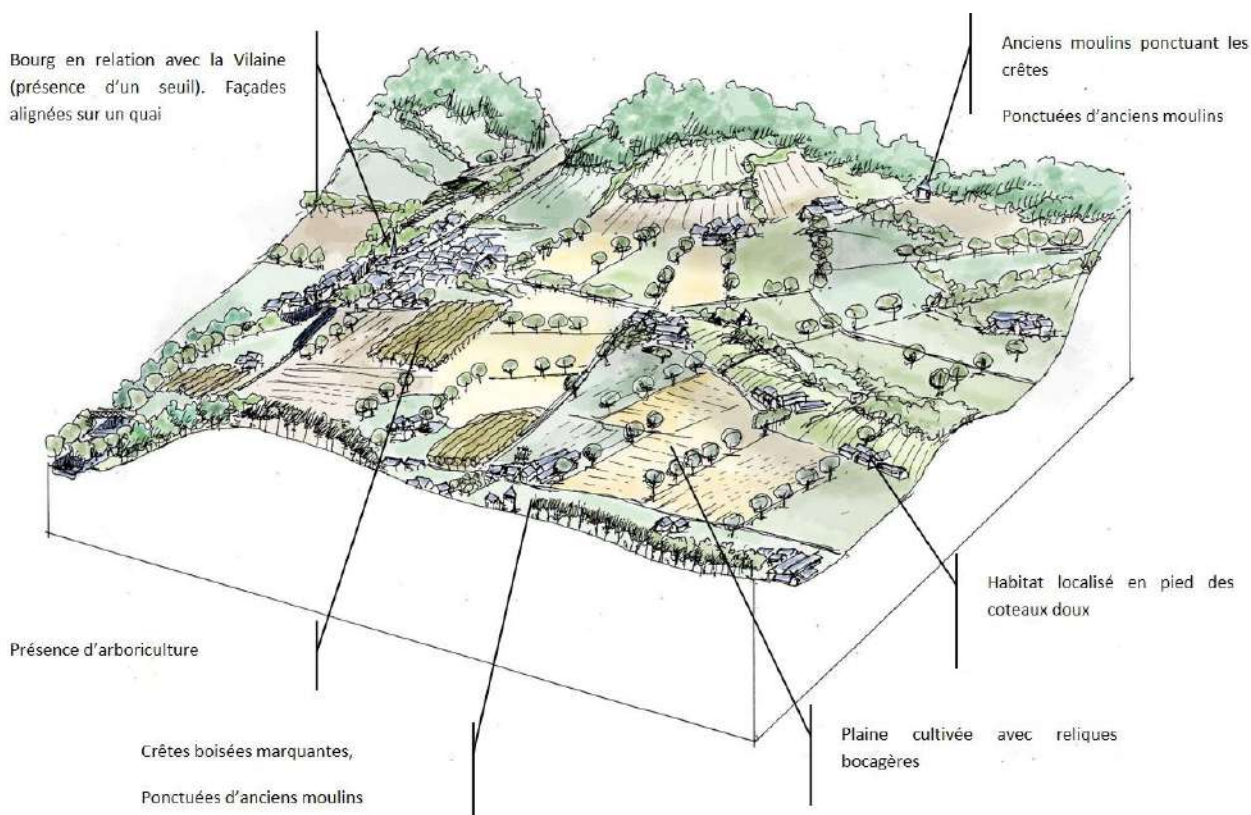 Bourg en relation avec la Vilaine
(présence d'un seuil). Façades
alignées sur un quai
Anciens moulins ponctuant les
crêtes
Ponctuées d'anciens moulins
Présence d'arboriculture
Habitat localisé en pied des
coteaux doux
Crêtes boisées marquantes,
Ponctuées d'anciens moulins
Plaine cultivée avec reliques
bocagères